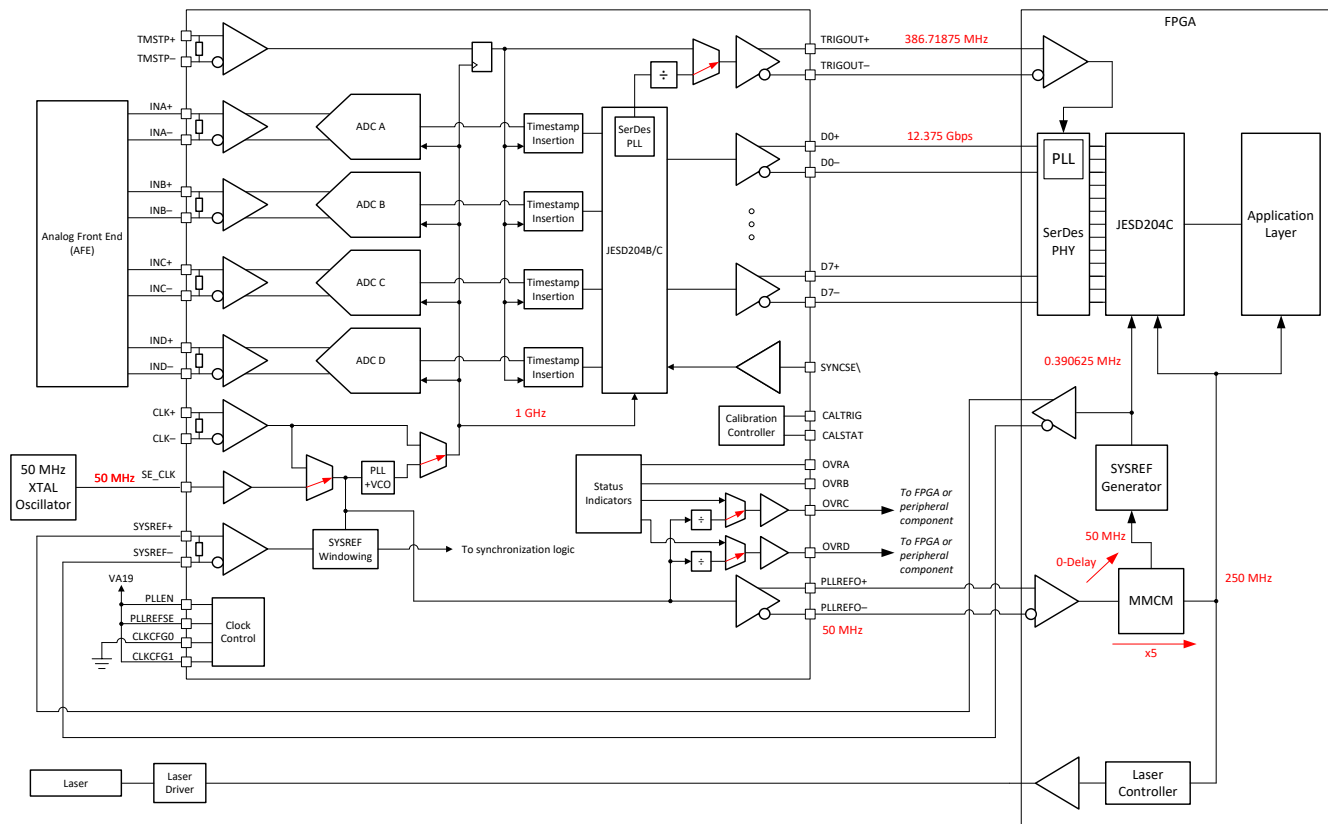 FPGA
TMSTP+
TMSTP–
÷
TRIGOUT+
TRIGOUT–
386.71875 MHz
Analog Front End
(AFE)
INA+
INA–
ADC A
Timestamp
Insertion
SerDes
PLL
JESD204B/C
D0+
D0–
12.375 Gbps
PLL
SerDes
PHY
JESD204C
Application
Layer
INB+
INB–
ADC B
Timestamp
Insertion
INC+
INC–
ADC C
Timestamp
Insertion
D7+
D7–
IND+
IND–
ADC D
Timestamp
Insertion
SYNCSE\
0.390625 MHz
CLK+
CLK–
1 GHz
Calibration
Controller
CALTRIG
CALSTAT
50 MHz
XTAL
Oscillator
50 MHz
SE_CLK
PLL
+VCO
Status
Indicators
OVRA
OVRB
OVRC
OVRD
÷
÷
To FPGA or
peripheral
component
To FPGA or
peripheral
component
SYSREF
Generator
SYSREF+
SYSREF–
SYSREF
Windowing
To synchronization logic
50 MHz
0-Delay
MMCM
x5
250 MHz
VA19
PLLEN
PLLREFSE
CLKCFG0
CLKCFG1
Clock
Control
PLLREFO+
PLLREFO–
50 MHz
Laser
Laser
Driver
Laser
Controller